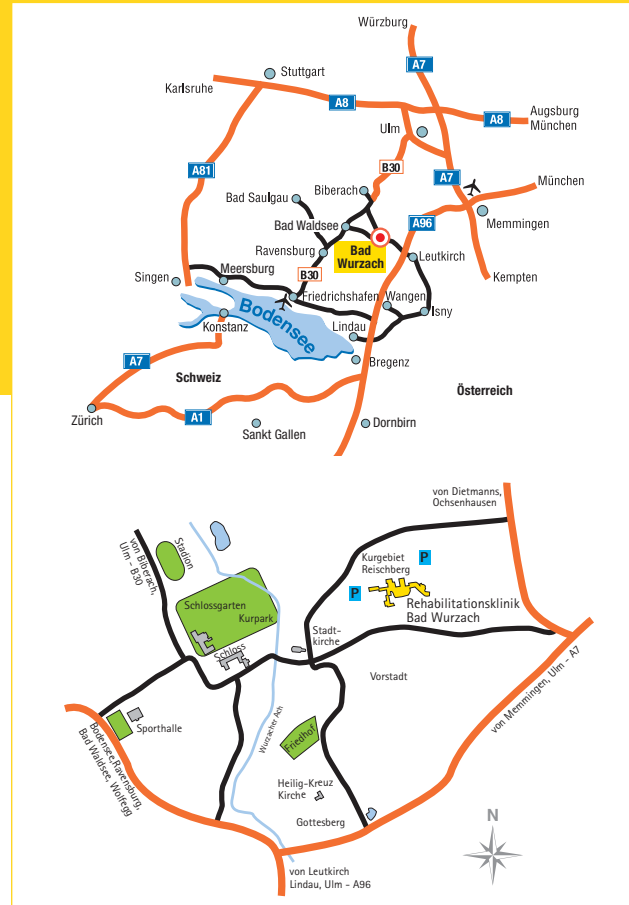 Würzburg
A7
Stuttgart
Karlsruhe
A8
Augsburg
München
A8
Ulm
A81
B30
A7
Biberach
München
Bad Saulgau
Memmingen
Bad Waldsee
A96
Ravensburg
Bad
Wurzach
Leutkirch
Meersburg
Singen
B30
Kempten
Friedrichshafen
Wangen
Isny
Bodensee
Konstanz
Lindau
A7
Bregenz
Schweiz
Österreich
Zürich
A1
Sankt Gallen
Dornbirn
von Dietmanns,
Ochsenhausen
von Biberach,
Ulm - B30
Stadion
Kurgebiet
Reischberg
P
P
Schlossgarten
Kurpark
Rehabilitationsklinik
Bad Wurzach
Stadt-
kirche
Schloss
Vorstadt
von Memmingen, Ulm - A7
Bodensee,Ravensburg,
Bad Waldsee, Wolfegg
Sporthalle
Wurzacher Ach
Friedhof
Heilig-Kreuz
Kirche
Gottesberg
N
von Leutkirch
Lindau, Ulm - A96